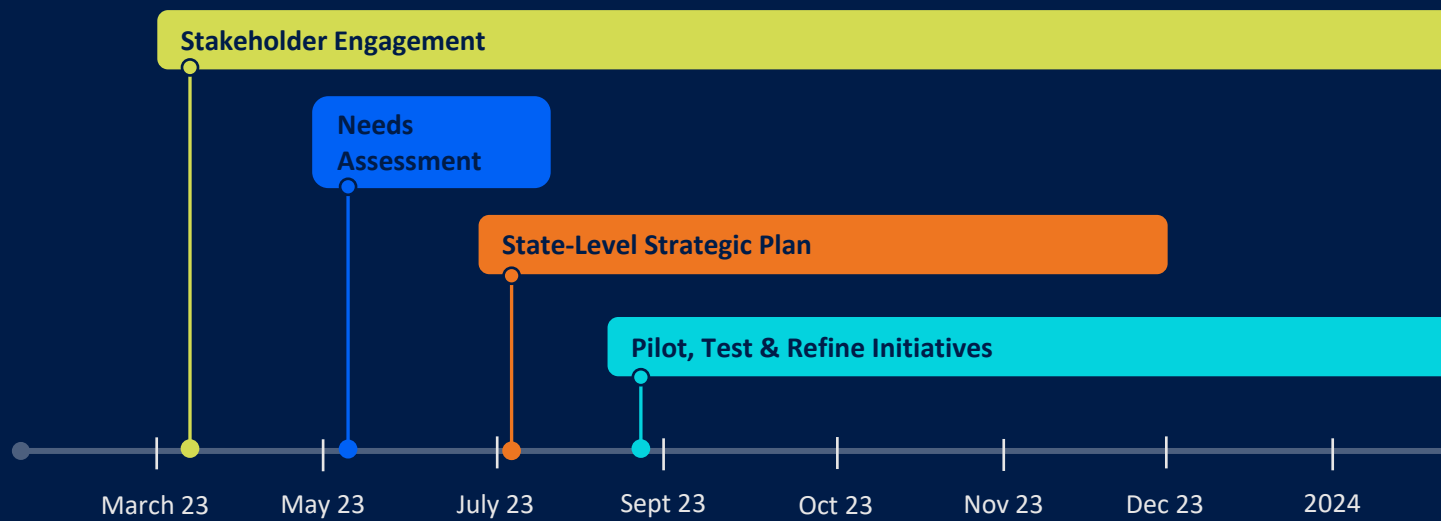 Stakeholder Engagement
Needs
Assessment
State-Level Strategic Plan
Pilot, Test & Refine Initiatives
March 23
May 23
July 23
Sept 23
Oct 23
Nov 23
Dec 23
2024